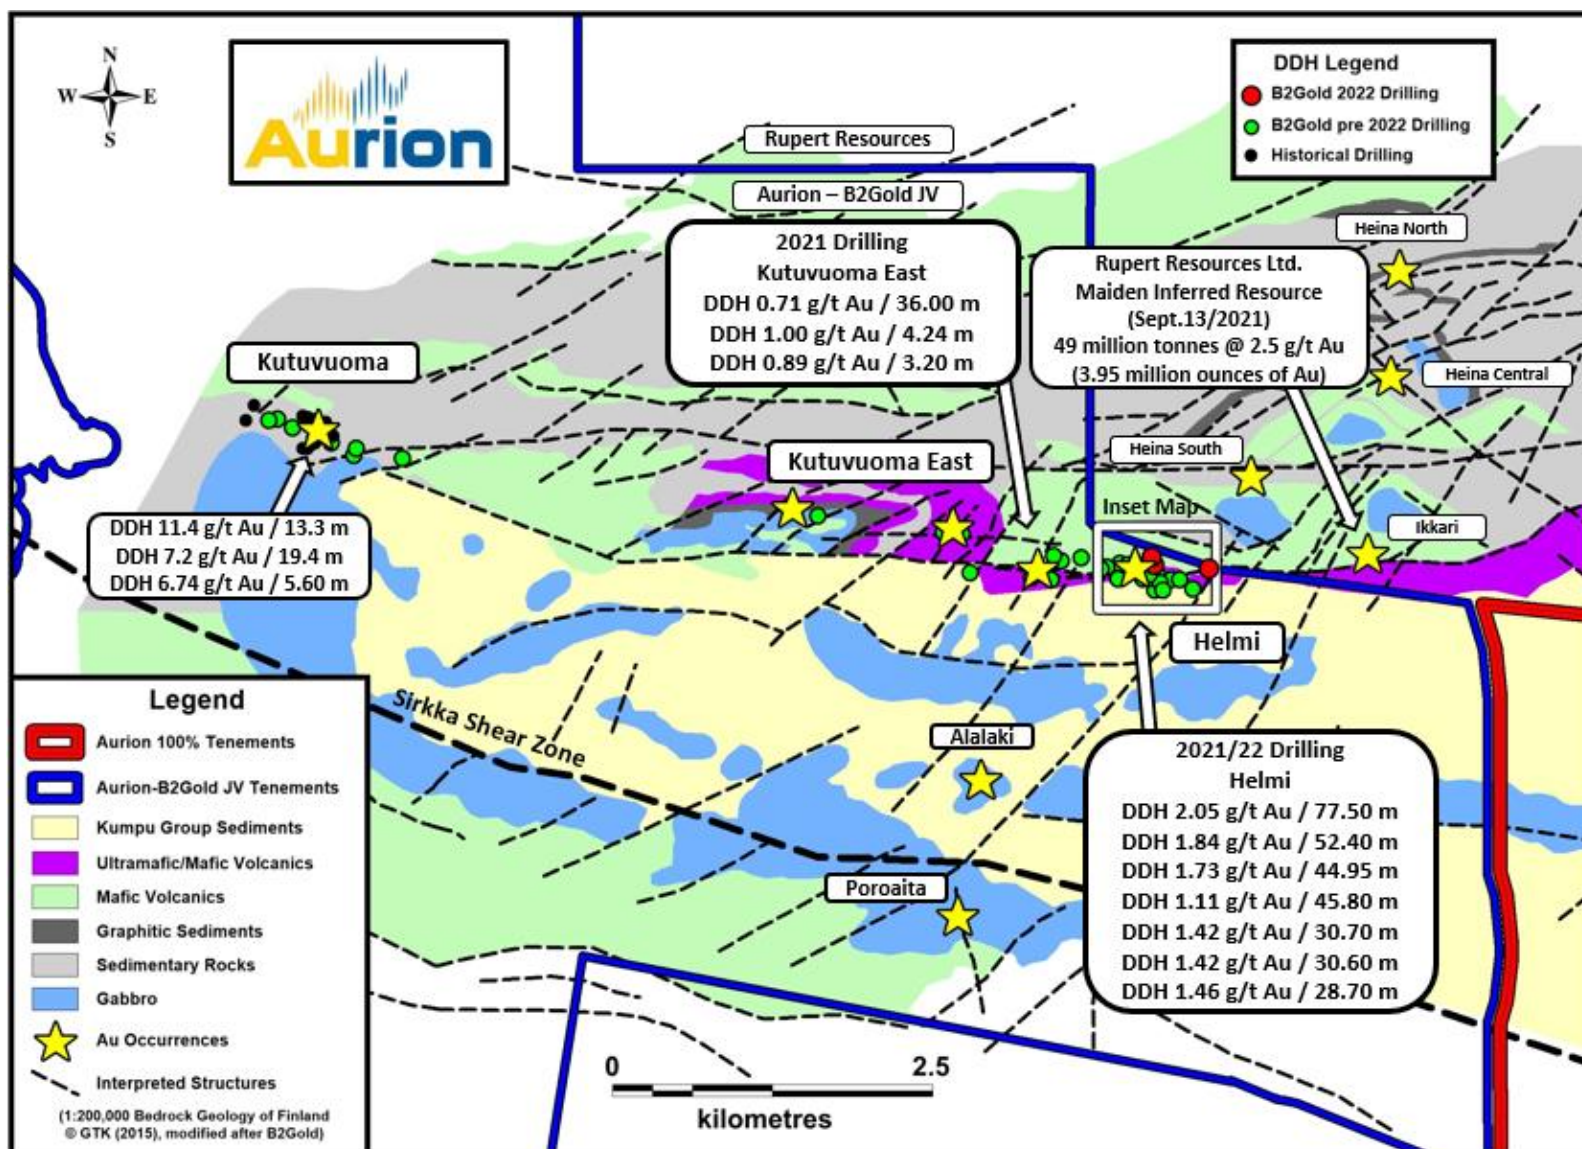 N
W E
S
Aurion
DDH Legend
B2Gold 2022 Drilling
B2Gold pre 2022 Drilling
Historical Drilling
Rupert Resources
Aurion – B2Gold JV
Heina North
2021 Drilling
Kutuvuoma East
DDH 0.71 g/t Au / 36.00 m
DDH 1.00 g/t Au / 4.24 m
DDH 0.89 g/t Au / 3.20 m
Rupert Resources Ltd.
Maiden Inferred Resource
(Sept.13/2021)
49 million tonnes @ 2.5 g/t Au
(3.95 million ounces of Au)
Kutuvuoma
Heina Central
Heina South
Kutuvuoma East
Inset Map
Ikkari
DDH 11.4 g/t Au / 13.3 m
DDH 7.2 g/t Au / 19.4 m
DDH 6.74 g/t Au / 5.60 m
Helmi
Sirkka Shear Zone
Alalaki
Poroaita
2021/22 Drilling
Helmi
DDH 2.05 g/t Au / 77.50 m
DDH 1.84 g/t Au / 52.40 m
DDH 1.73 g/t Au / 44.95 m
DDH 1.11 g/t Au / 45.80 m
DDH 1.42 g/t Au / 30.70 m
DDH 1.42 g/t Au / 30.60 m
DDH 1.46 g/t Au / 28.70 m
Legend
Aurion 100% Tenements
Aurion-B2Gold JV Tenements
Kumpu Group Sediments
Ultramafic/Mafic Volcanics
Mafic Volcanics
Graphitic Sediments
Sedimentary Rocks
Gabbro
Au Occurrences
Interpreted Structures
(1:200,000 Bedrock Geology of Finland
© GTK (2015), modified after B2Gold)
0 2.5
kilometres